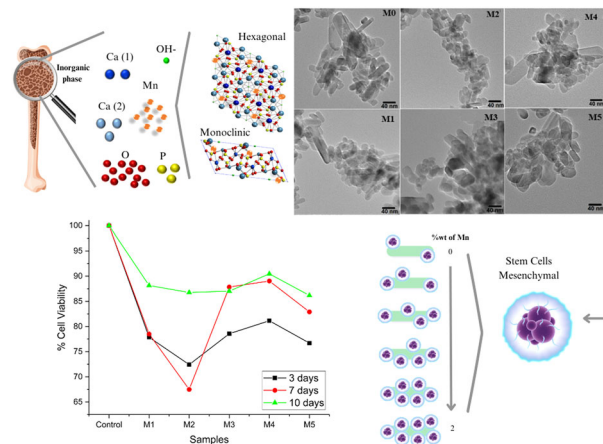 Inorganic
phase
Ca (1)
OH-
Ca (2)
Mn
O
P
Hexagonal
Monoclinic
M0
40 nm
M2
40 nm
M4
40 nm
M1
40 nm
M3
40 nm
M5
40 nm
% Cell Viability
100
95
90
85
80
75
70
65
Control
M1
M2
M3
M4
M5
Samples
3 days
7 days
10 days
%wt of Mn
0
2
Stem Cells
Mesenchymal